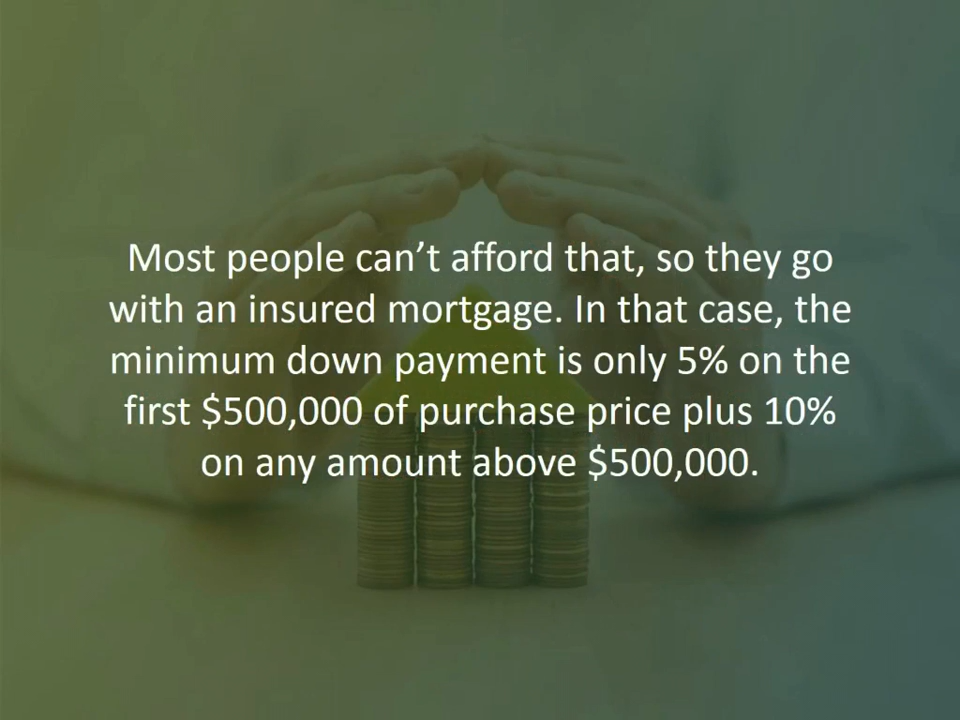 Most people can’t afford that, so they go
with an insured mortgage. In that case, the
minimum down payment is only 5% on the
first $500,000 of purchase price plus 10%
on any amount above $500,000.